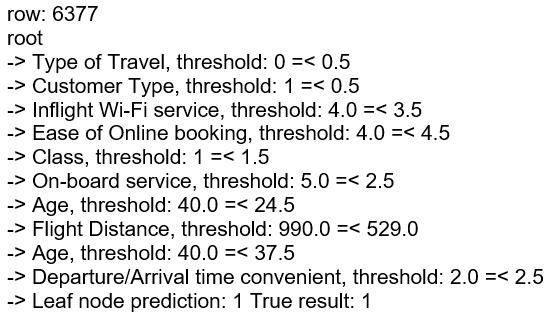 row: 6377
root
-> Type of Travel, threshold: 0 =< 0.5
-> Customer Type, threshold: 1 =< 0.5
-> Inflight Wi-Fi service, threshold: 4.0 =< 3.5
-> Ease of Online booking, threshold: 4.0 =< 4.5
-> Class, threshold: 1 =< 1.5
-> On-board service, threshold: 5.0 =< 2.5
-> Age, threshold: 40.0 =< 24.5
-> Flight Distance, threshold: 990.0 =< 529.0
-> Age, threshold: 40.0 =< 37.5
-> Departure/Arrival time convenient, threshold: 2.0 =< 2.5
-> Leaf node prediction: 1 True result: 1